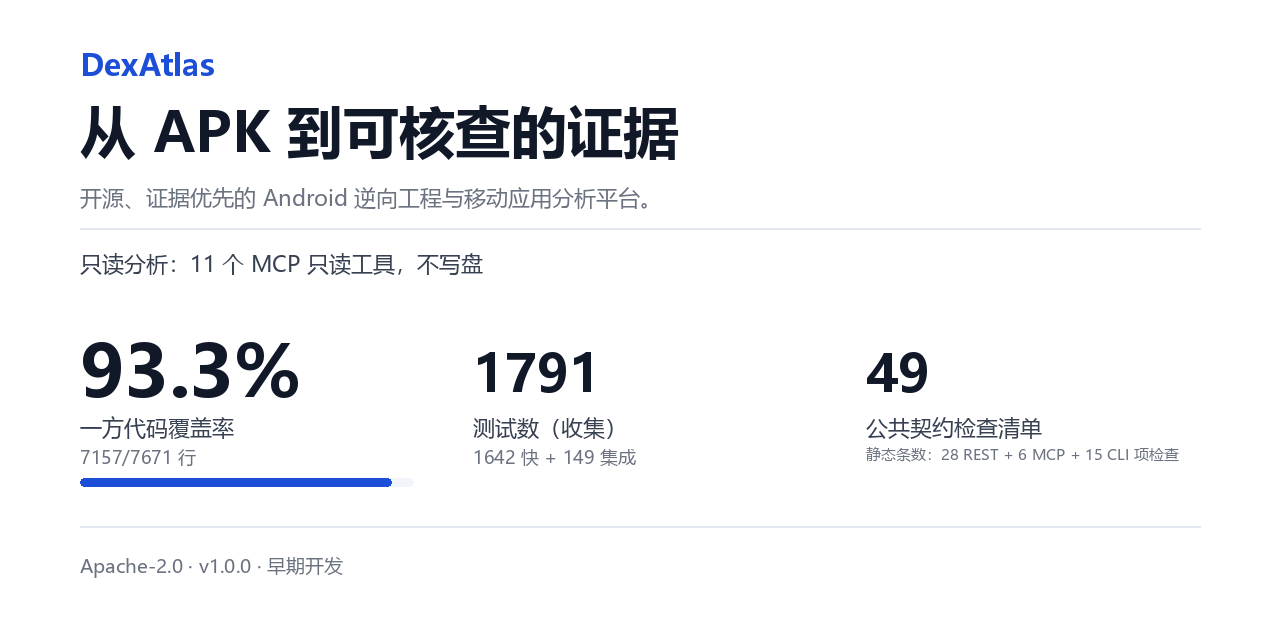 DexAtlas
从 APK 到可核查的证据
开源、证据优先的 Android 逆向工程与移动应用分析平台。
只读分析：11 个 MCP 只读工具，不写盘
93.3%
一方代码覆盖率
7157/7671 行
1791
测试数（收集）
1642 快 + 149 集成
49
公共契约检查清单
静态条数：28 REST + 6 MCP + 15 CLI 项检查
Apache-2.0 · v1.0.0 · 早期开发